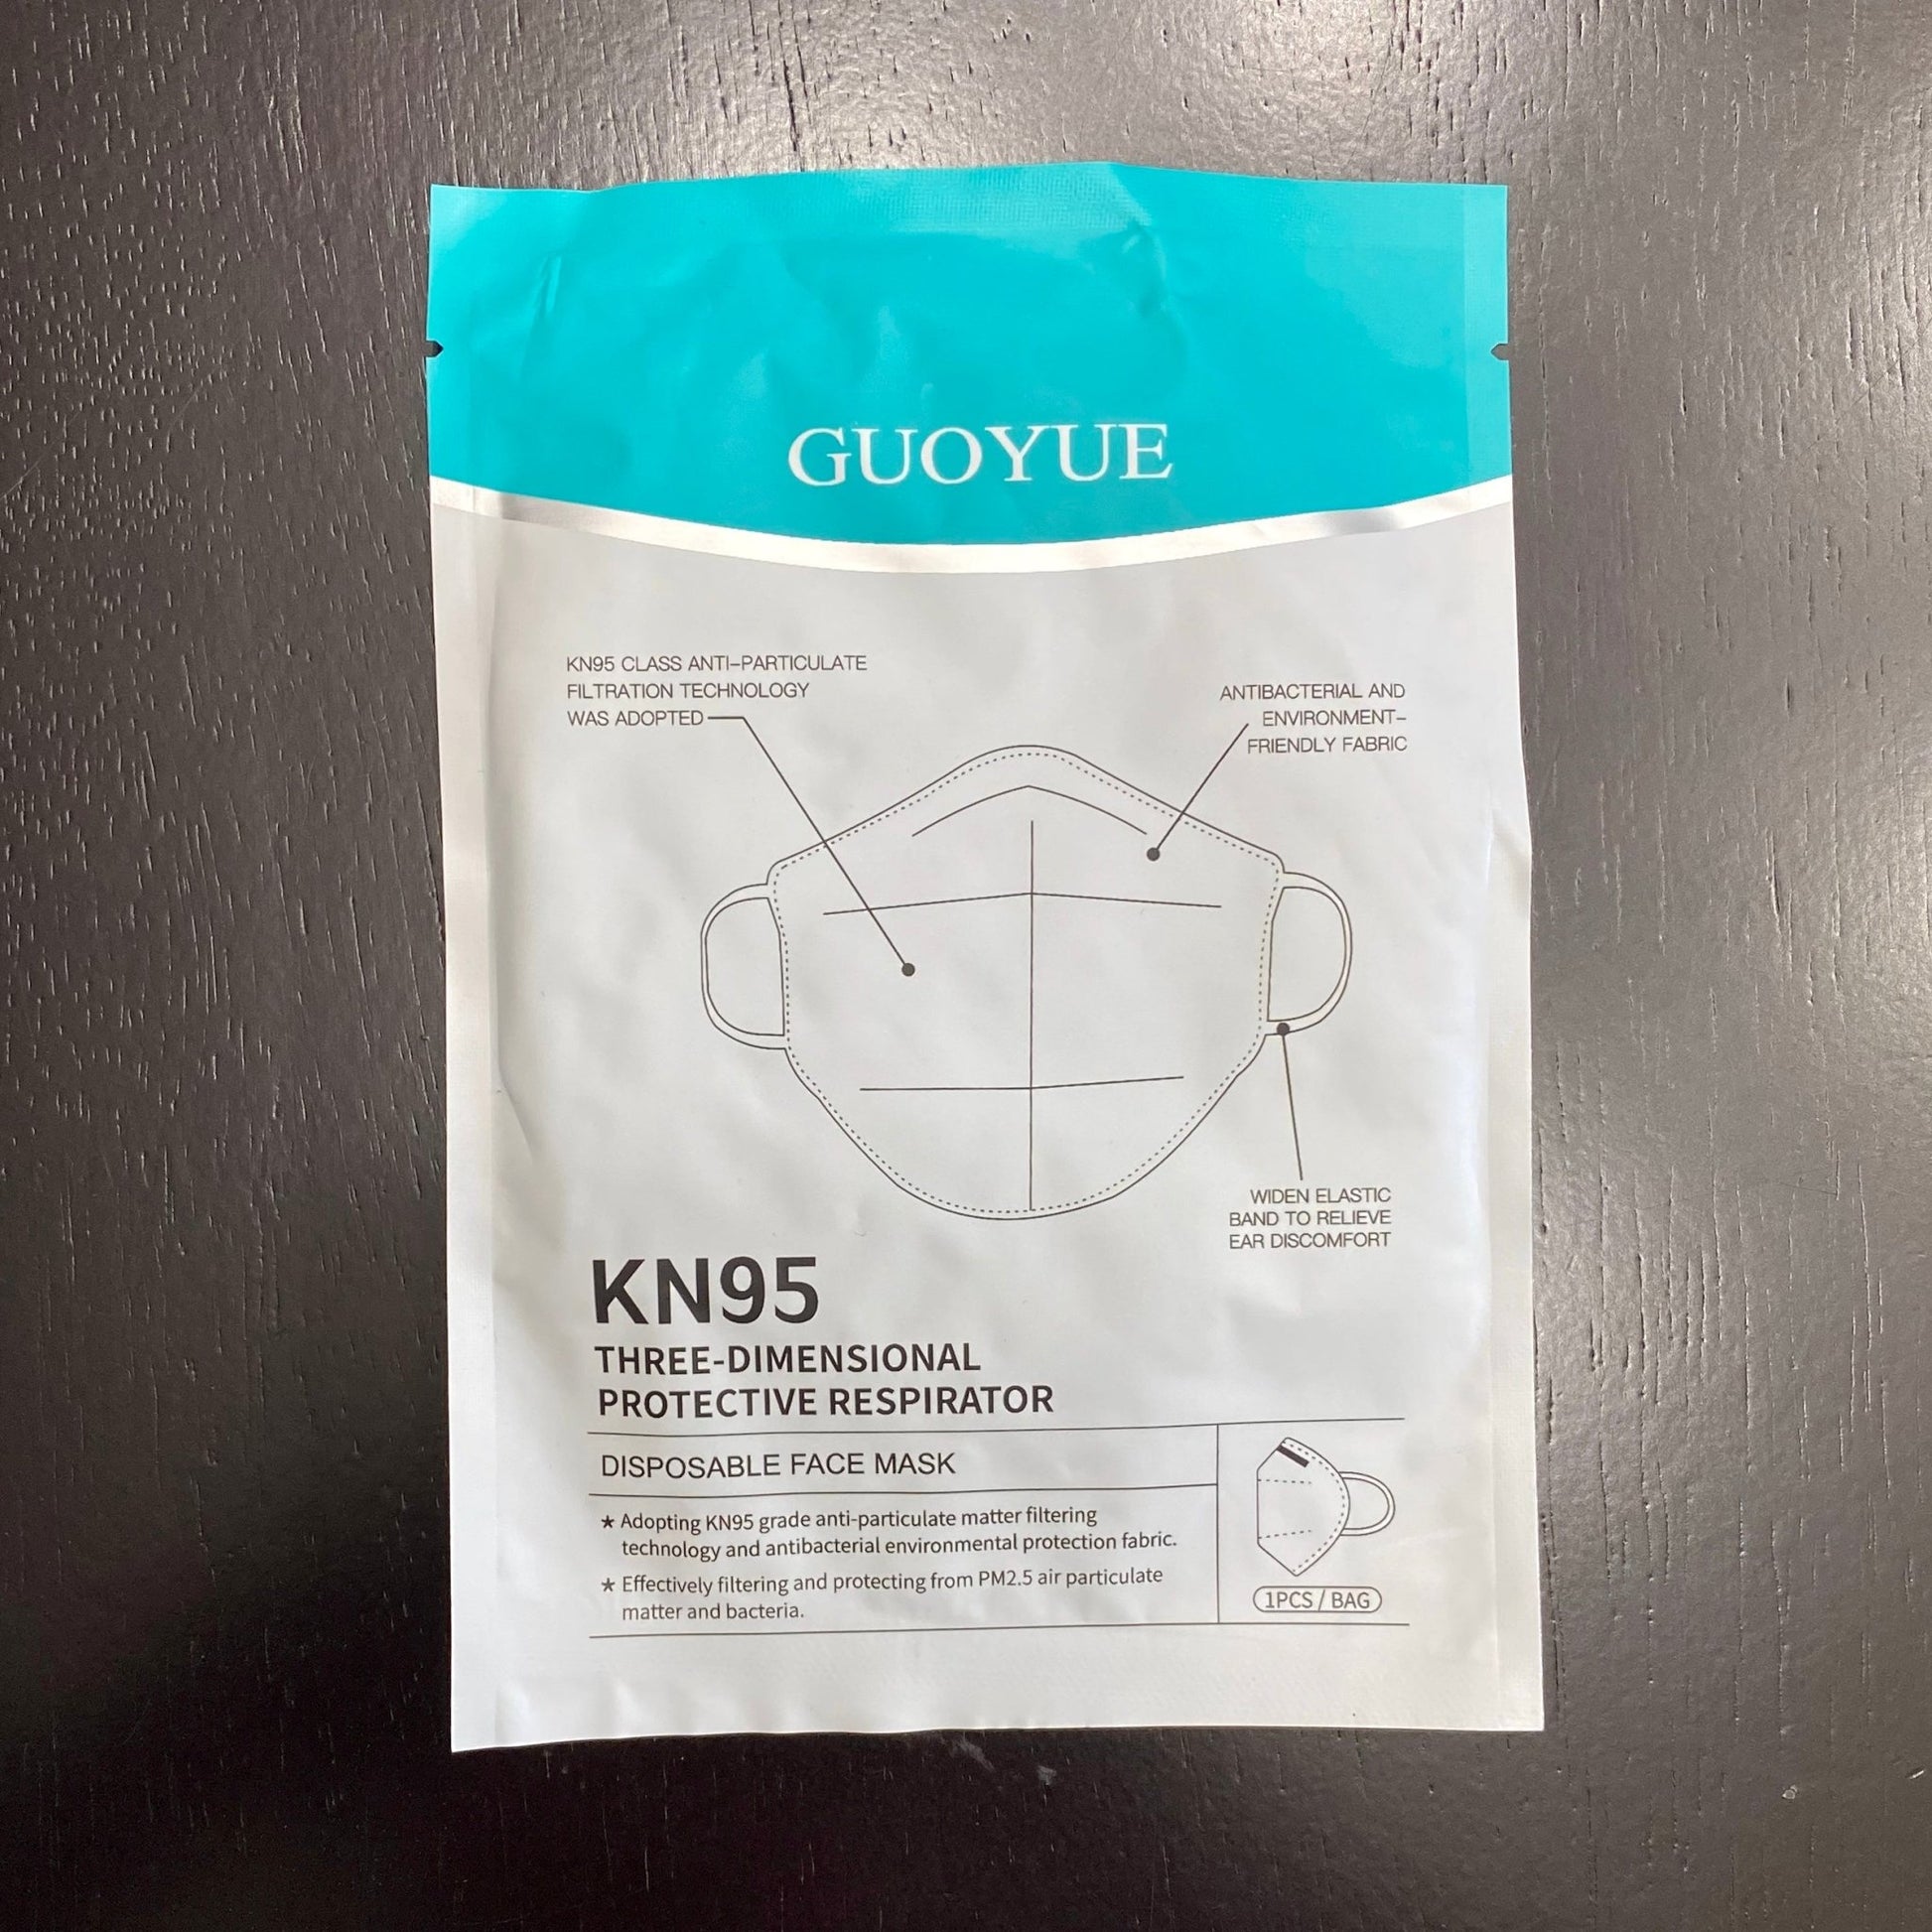 GUOYUE
KN95 CLASS ANTI–PARTICULATE
FILTRATION TECHNOLOGY
WAS ADOPTED
ANTIBACTERIAL AND
ENVIRONMENT–
FRIENDLY FABRIC
WIDEN ELASTIC
BAND TO RELIEVE
EAR DISCOMFORT
KN95
THREE-DIMENSIONAL
PROTECTIVE RESPIRATOR
DISPOSABLE FACE MASK
★ Adopting KN95 grade anti-particulate matter filtering
technology and antibacterial environmental protection fabric.
★ Effectively filtering and protecting from PM2.5 air particulate
matter and bacteria.
1PCS / BAG